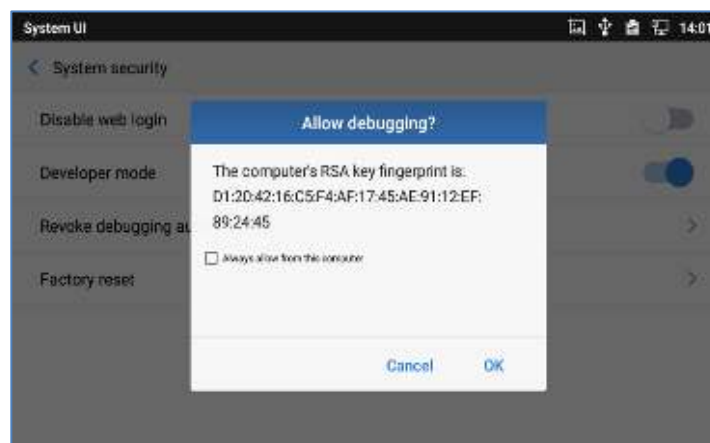 System UI
14:01
System security
Disable web login
Developer mode
Revoke debugging au
Factory reset
Allow debugging?
The computer's RSA key fingerprint is:
D1:2D:42:16:C5:F4:AF:17:45:AE:91:12:EF:
89:24:45
Always allow from this computer
Cancel OK